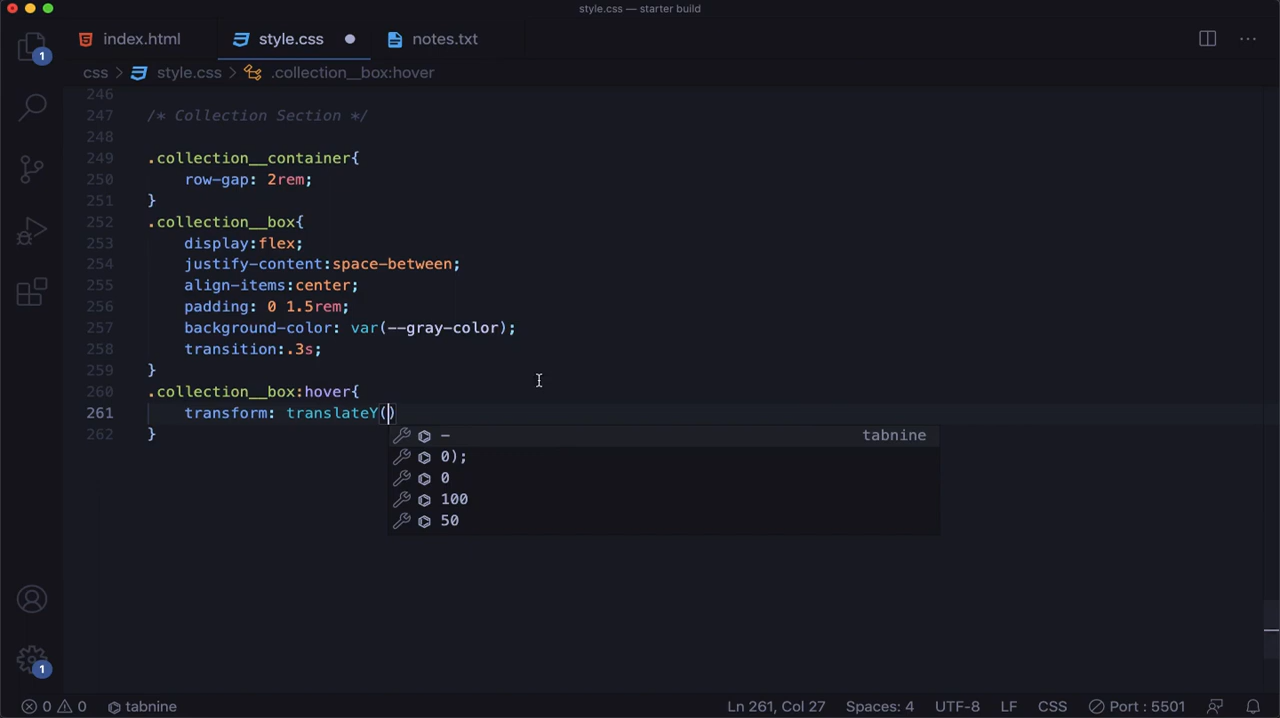 style.css — starter build
index.html style.css notes.txt
1
css > style.css > .collection__box:hover
246
247 /* Collection Section */
248
249 .collection__container{
250 row-gap: 2rem;
251 }
252 .collection__box{
253 display:flex;
254 justify-content:space-between;
255 align-items:center;
256 padding: 0 1.5rem;
257 background-color: var(--gray-color);
258 transition:.3s;
259 }
260 .collection__box:hover{
261 transform: translateY()
262 }
– tabnine
0);
0
100
50
1
0 0 tabnine Ln 261, Col 27 Spaces: 4 UTF-8 LF CSS Port : 5501